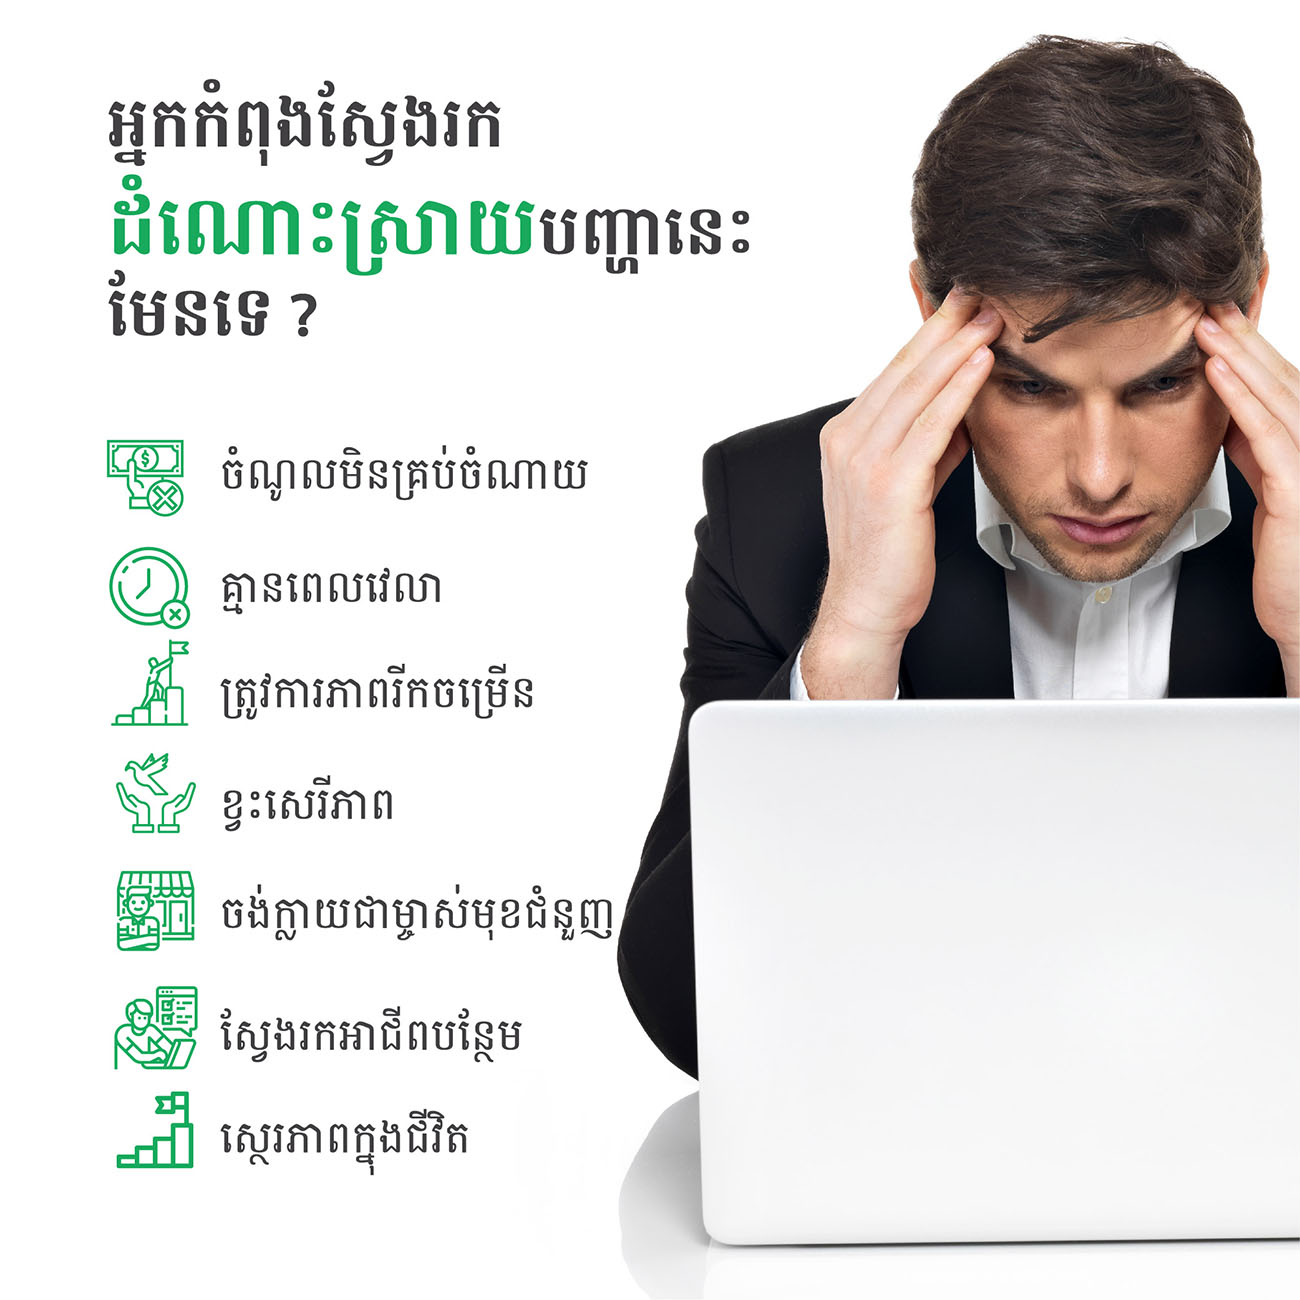 អ្នកកំពុងស្វែងរក
ដំណោះស្រាយបញ្ហានេះ
មែនទេ ?
ចំណូលមិនគ្រប់ចំណាយ
គ្មានពេលវេលា
ត្រូវការភាពរីកចម្រើន
ខ្វះសេរីភាព
ចង់ក្លាយជាម្ចាស់មុខជំនួញ
ស្វែងរកអាជីពបន្ថែម
ស្ថេរភាពក្នុងជីវិត